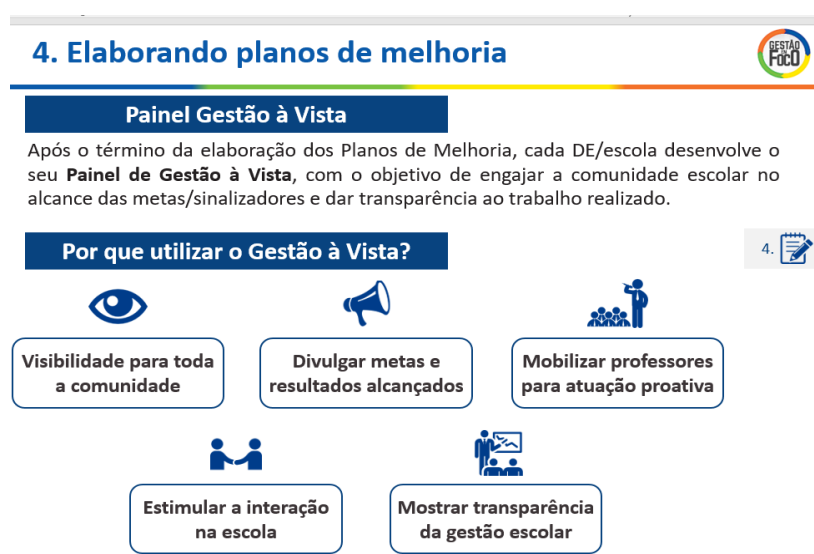 4. Elaborando planos de melhoria
GESTÃO
EM
FOCO
Painel Gestão à Vista
Após o término da elaboração dos Planos de Melhoria, cada DE/escola desenvolve o
seu Painel de Gestão à Vista, com o objetivo de engajar a comunidade escolar no
alcance das metas/sinalizadores e dar transparência ao trabalho realizado.
Por que utilizar o Gestão à Vista?
4.
Visibilidade para toda
a comunidade
Divulgar metas e
resultados alcançados
Mobilizar professores
para atuação proativa
Estimular a interação
na escola
Mostrar transparência
da gestão escolar